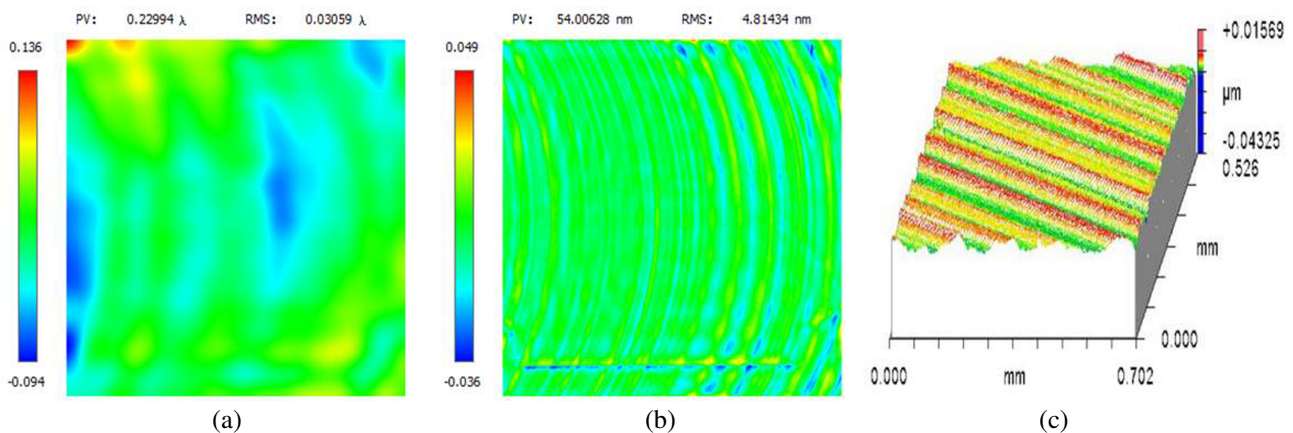 PV: 0.22994 λ RMS: 0.03059 λ
0.136
-0.094
(a)
PV: 54.00628 nm RMS: 4.81434 nm
0.049
-0.036
(b)
+0.01569
µm
-0.04325
0.526
mm
0.000
0.000 mm 0.702
(c)